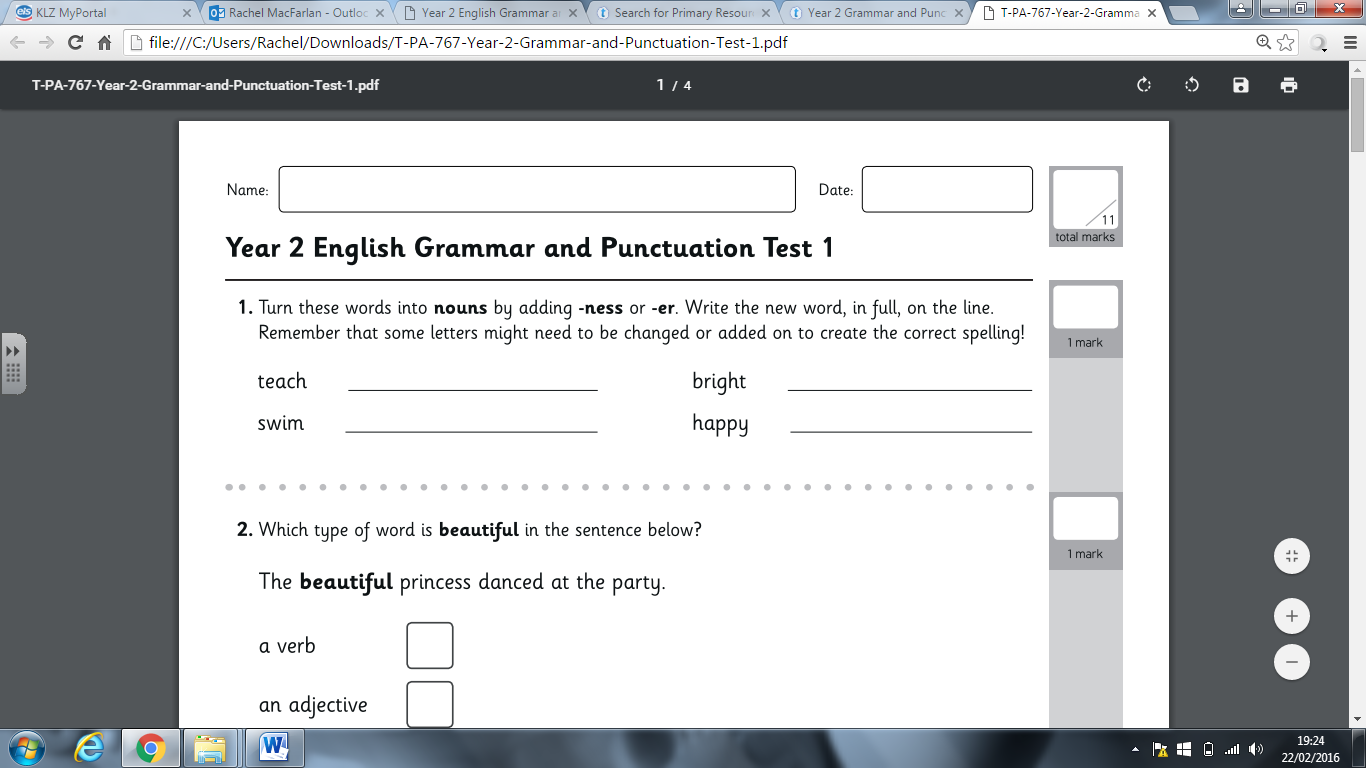 KLZ MyPortal
Rachel MacFarlan - Outloo
Year 2 English Grammar a
Search for Primary Resour
Year 2 Grammar and Punc
T-PA-767-Year-2-Gramma
file:///C:/Users/Rachel/Downloads/T-PA-767-Year-2-Grammar-and-Punctuation-Test-1.pdf
T-PA-767-Year-2-Grammar-and-Punctuation-Test-1.pdf
1 / 4
Name:
Date:
11
total marks
Year 2 English Grammar and Punctuation Test 1
1. Turn these words into nouns by adding -ness or -er. Write the new word, in full, on the line.
Remember that some letters might need to be changed or added on to create the correct spelling!
1 mark
teach bright
swim happy
2. Which type of word is beautiful in the sentence below?
1 mark
The beautiful princess danced at the party.
a verb
an adjective
19:24
22/02/2016